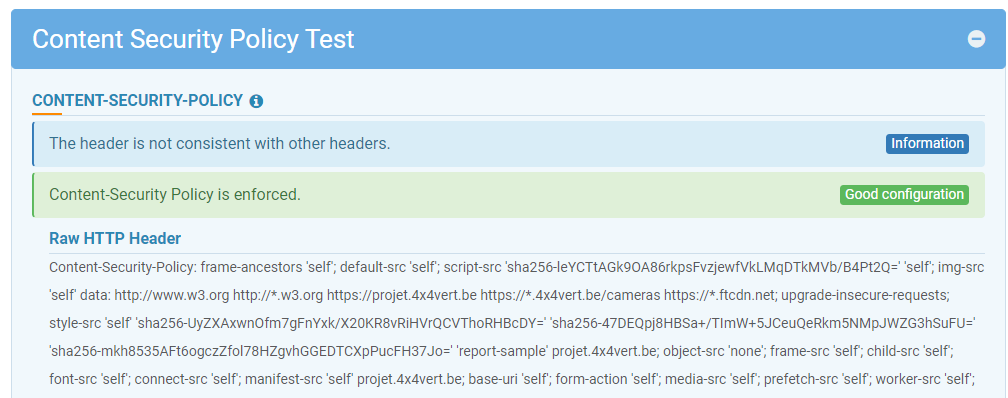 Content Security Policy Test
CONTENT-SECURITY-POLICY
The header is not consistent with other headers. Information
Content-Security Policy is enforced. Good configuration
Raw HTTP Header
Content-Security-Policy: frame-ancestors 'self'; default-src 'self'; script-src 'sha256-leYCTtAGk9OA86rkpsFvzjewfVkLMqDTkMVb/B4Pt2Q=' 'self'; img-src
'self' data: http://www.w3.org http://*.w3.org https://projet.4x4vert.be https://*.4x4vert.be/cameras https://*.ftcdn.net; upgrade-insecure-requests;
style-src 'self' 'sha256-UyZXAxwnOfm7gFnYxk/X20KR8vRiHVrQCVThoRHBcDY=' 'sha256-47DEQpj8HBSa+/TImW+5JCeuQeRkm5NMpJWZG3hSuFU='
'sha256-mkh8535AFt6ogczZfol78HZgvhGGEDTCXpPucFH37Jo=' 'report-sample' projet.4x4vert.be; object-src 'none'; frame-src 'self'; child-src 'self';
font-src 'self'; connect-src 'self'; manifest-src 'self' projet.4x4vert.be; base-uri 'self'; form-action 'self'; media-src 'self'; prefetch-src 'self'; worker-src 'self';